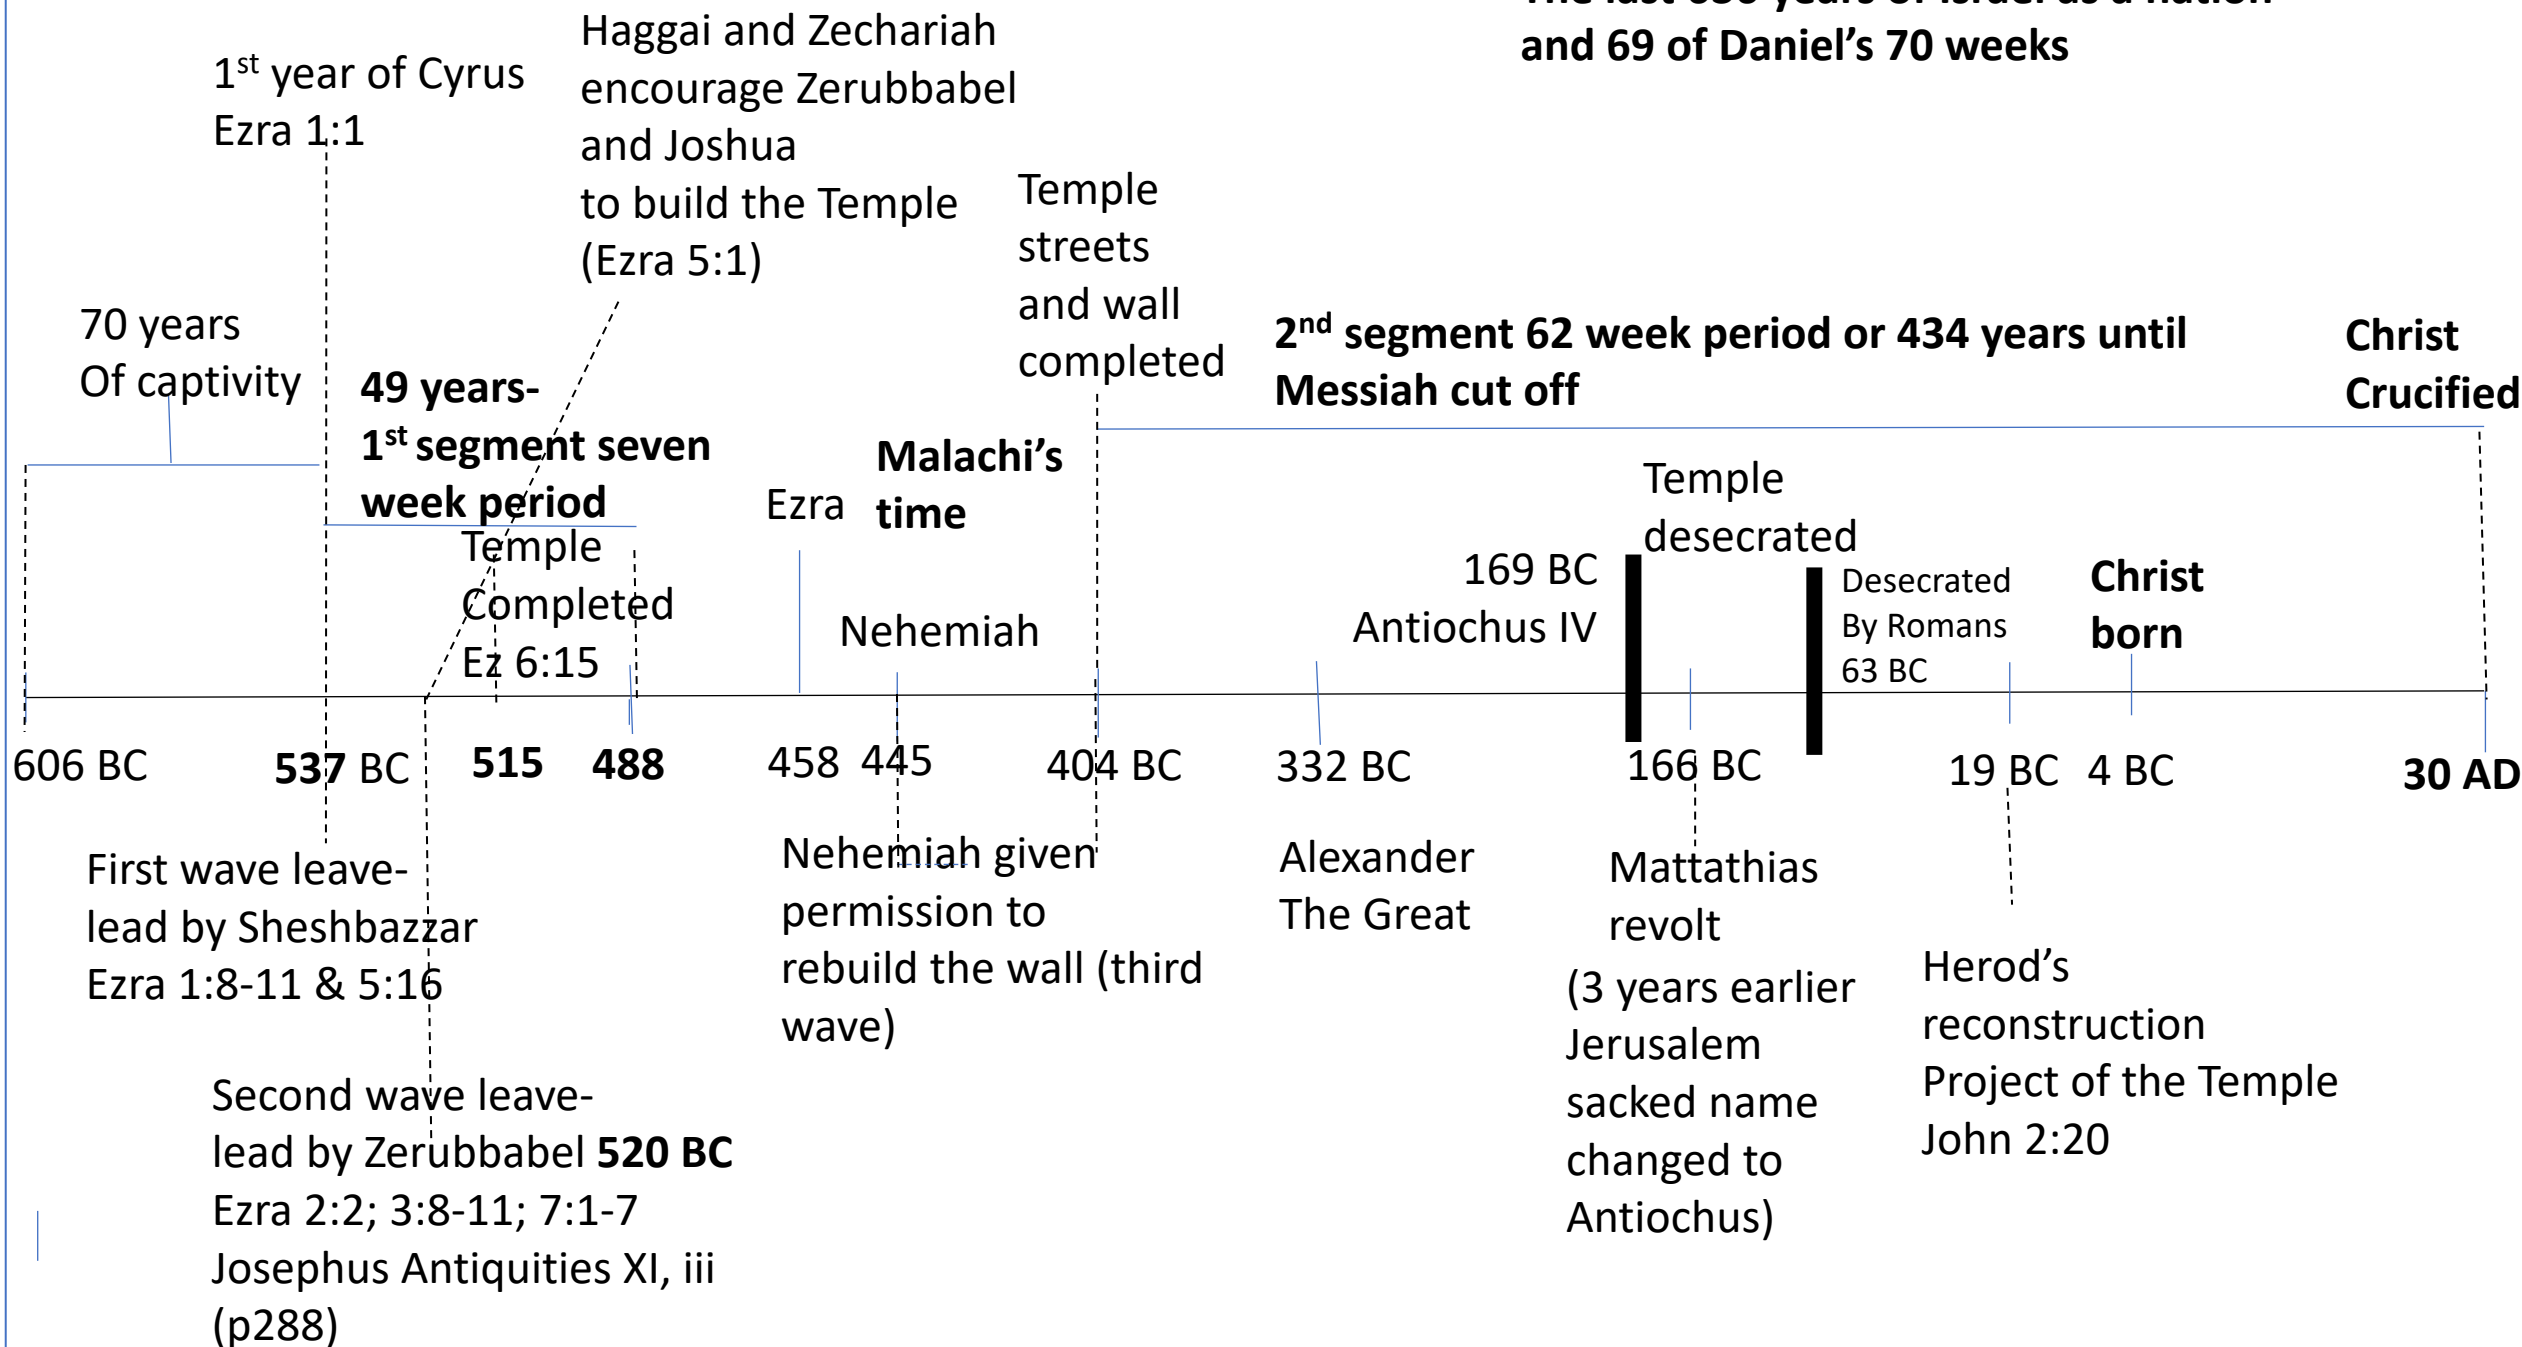 The last 636 years of Israel as a nation
and 69 of Daniel's 70 weeks
1st year of Cyrus
Ezra 1:1
Haggai and Zechariah
encourage Zerubbabel
and Joshua
to build the Temple
(Ezra 5:1)
Temple
streets
and wall
completed
70 years
Of captivity
49 years-
1st segment seven
week period
2nd segment 62 week period or 434 years until
Messiah cut off
Christ
Crucified
Temple
Completed
Ez 6:15
Ezra
Malachi's
time
Nehemiah
169 BC
Antiochus IV
Temple
desecrated
Desecrated
By Romans
63 BC
Christ
born
606 BC
537 BC
515
488
458
445
404 BC
332 BC
166 BC
19 BC
4 BC
30 AD
First wave leave-
lead by Sheshbazzar
Ezra 1:8-11 & 5:16
Second wave leave-
lead by Zerubbabel 520 BC
Ezra 2:2; 3:8-11; 7:1-7
Josephus Antiquities XI, iii
(p288)
Nehemiah given
permission to
rebuild the wall (third
wave)
Alexander
The Great
Mattathias
revolt
(3 years earlier
Jerusalem
sacked name
changed to
Antiochus)
Herod's
reconstruction
Project of the Temple
John 2:20